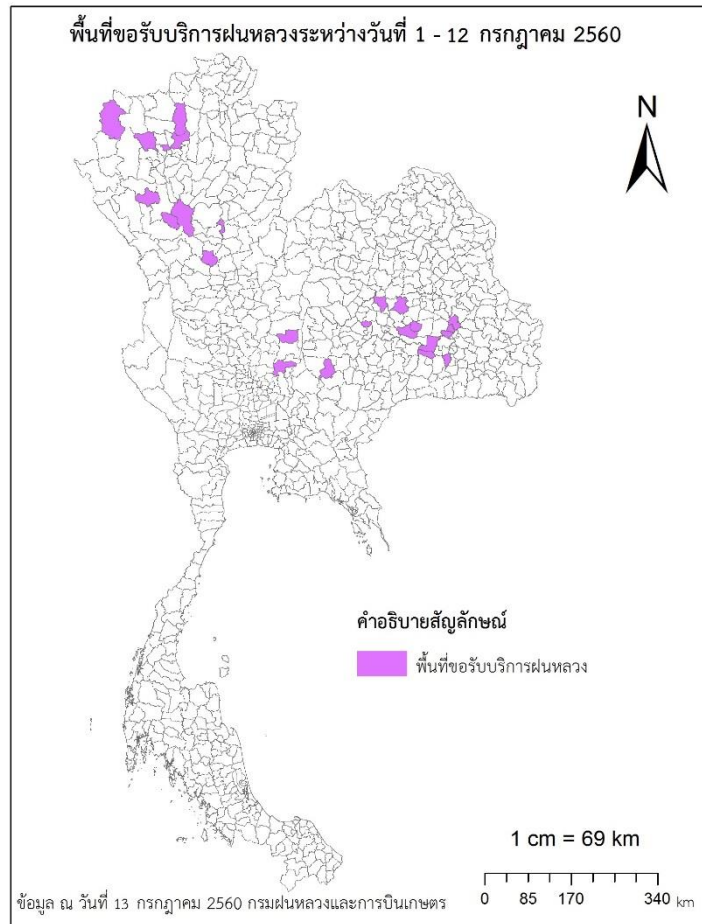 พื้นที่ขอรับบริการฝนหลวงระหว่างวันที่ 1 - 12 กรกฎาคม 2560
N
คำอธิบายสัญลักษณ์
พื้นที่ขอรับบริการฝนหลวง
1 cm = 69 km
0 85 170 340 km
ข้อมูล ณ วันที่ 13 กรกฎาคม 2560 กรมฝนหลวงและการบินเกษตร